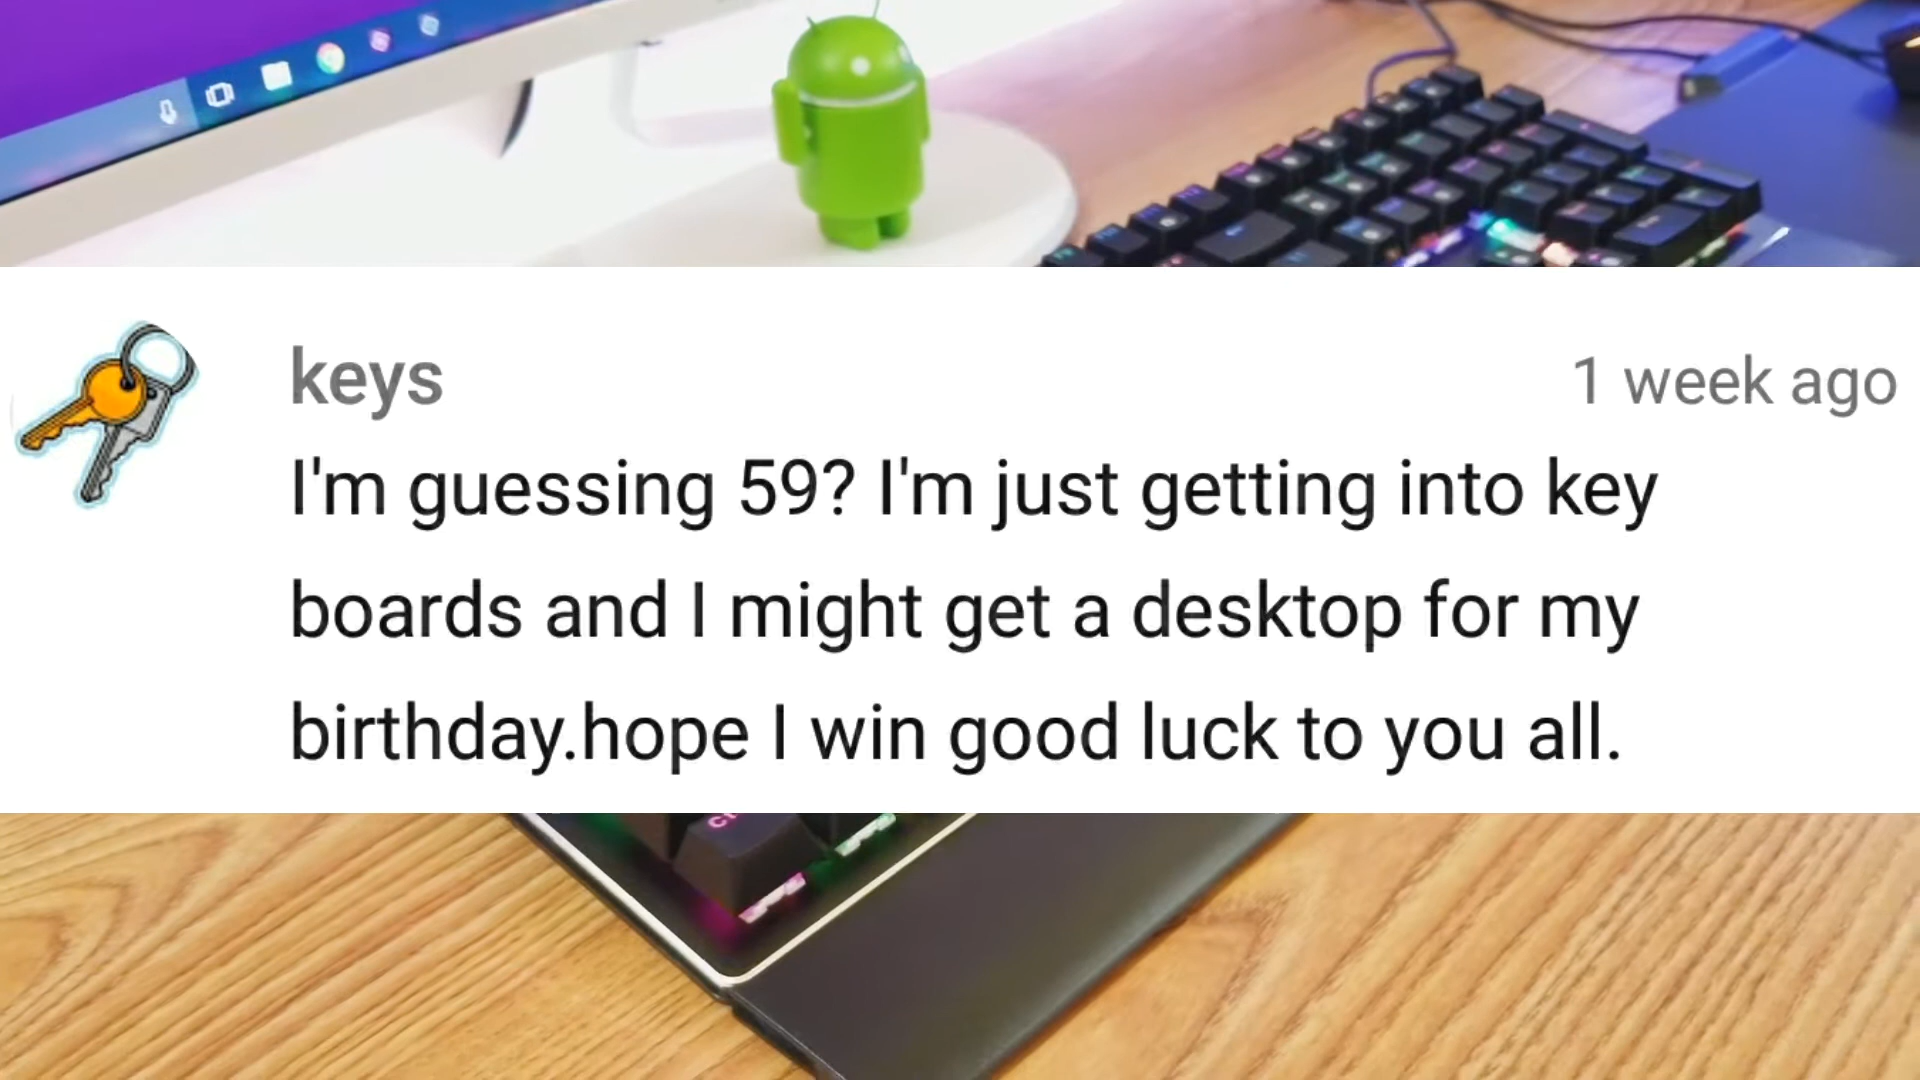 keys
1 week ago
I'm guessing 59? I'm just getting into key
boards and I might get a desktop for my
birthday.hope I win good luck to you all.